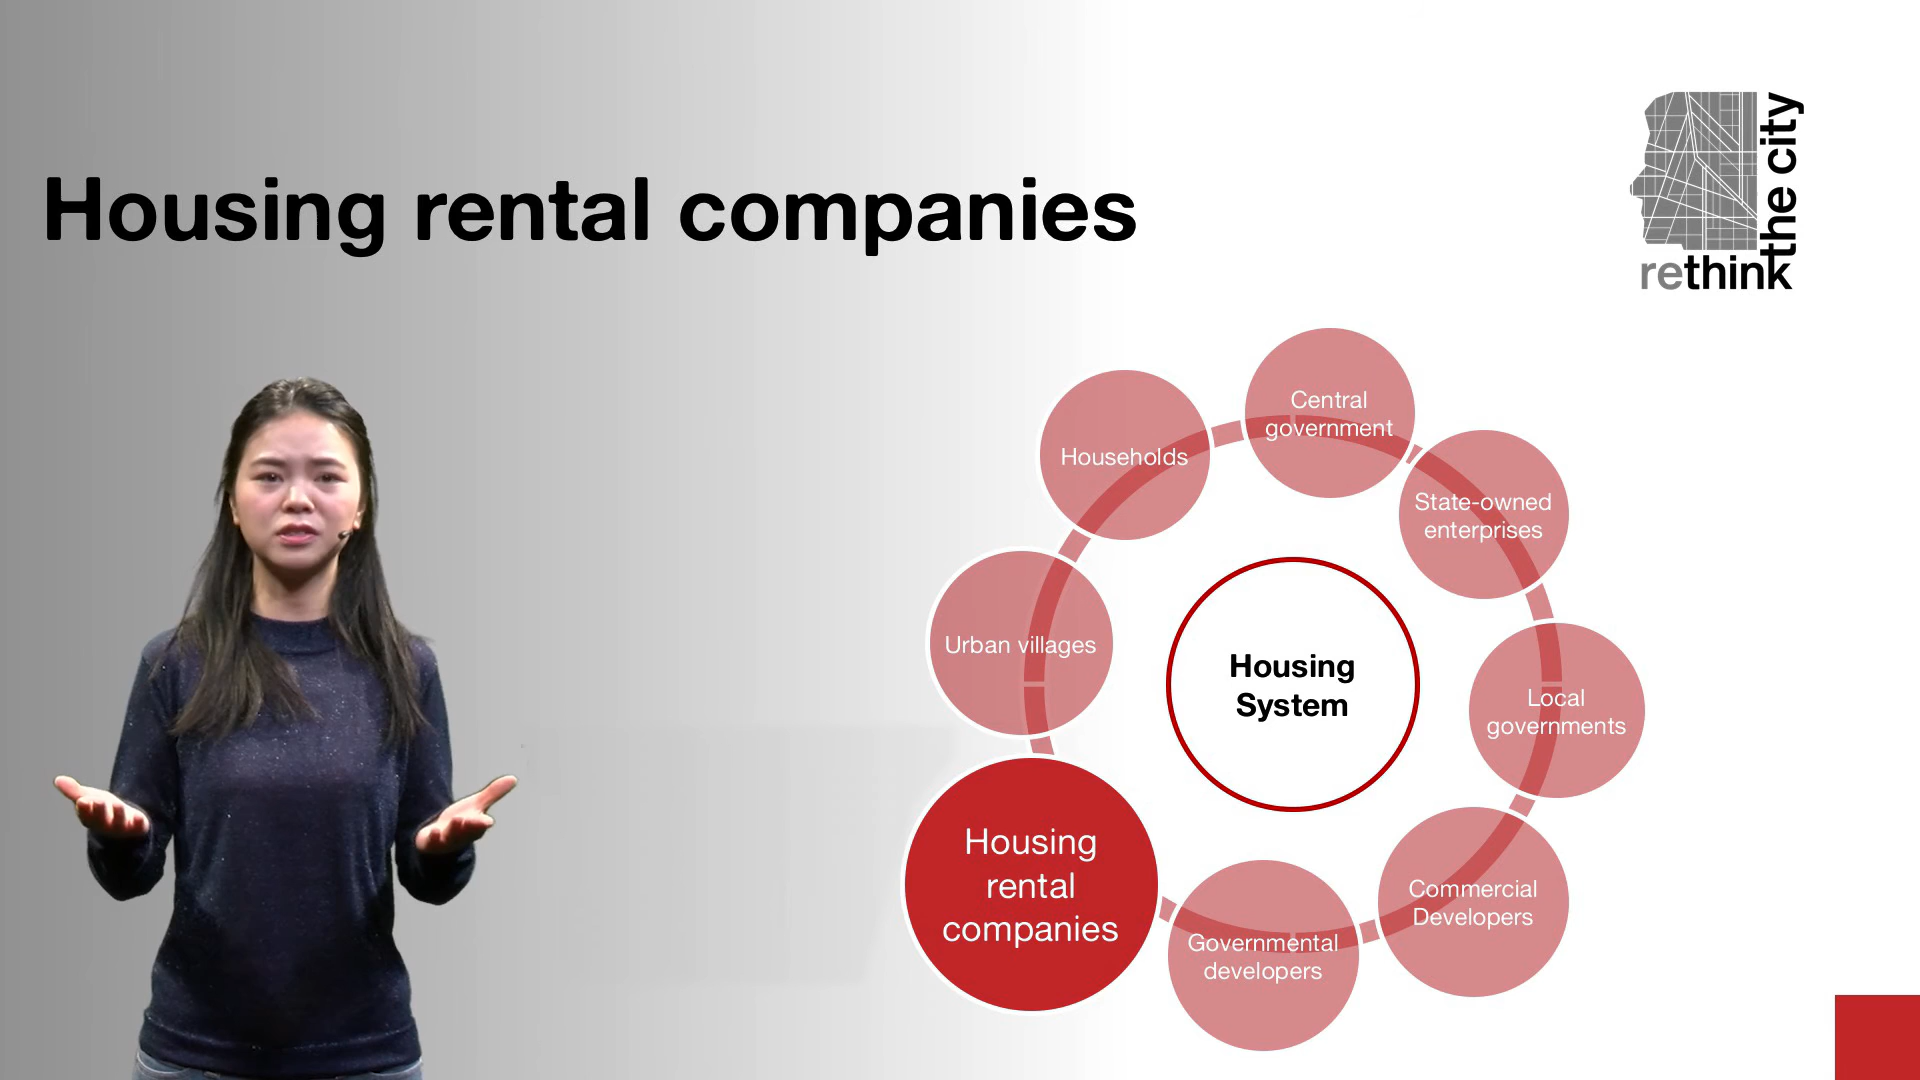 Housing rental companies
rethink
the city
Central
government
Households
State-owned
enterprises
Urban villages
Housing
System
Local
governments
Housing
rental
companies
Commercial
Developers
Governmental
developers